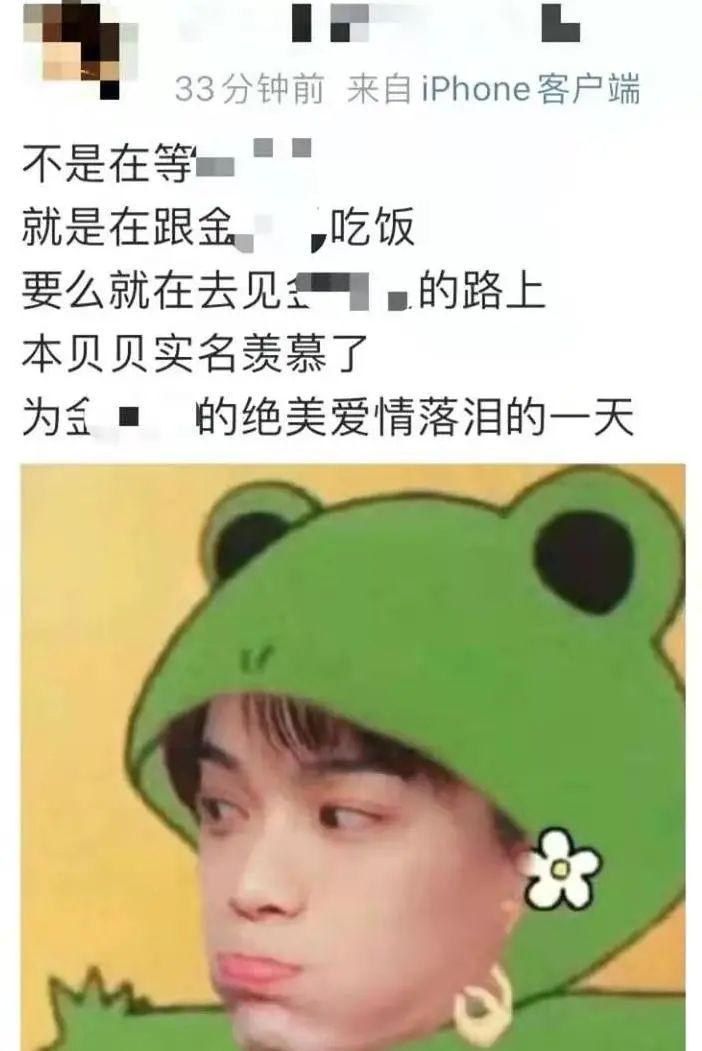 33分钟前 来自 iPhone客户端
不是在等
就是在跟金 吃饭
要么就在去见 的路上
本贝贝实名羡慕了
为 的绝美爱情落泪的一天